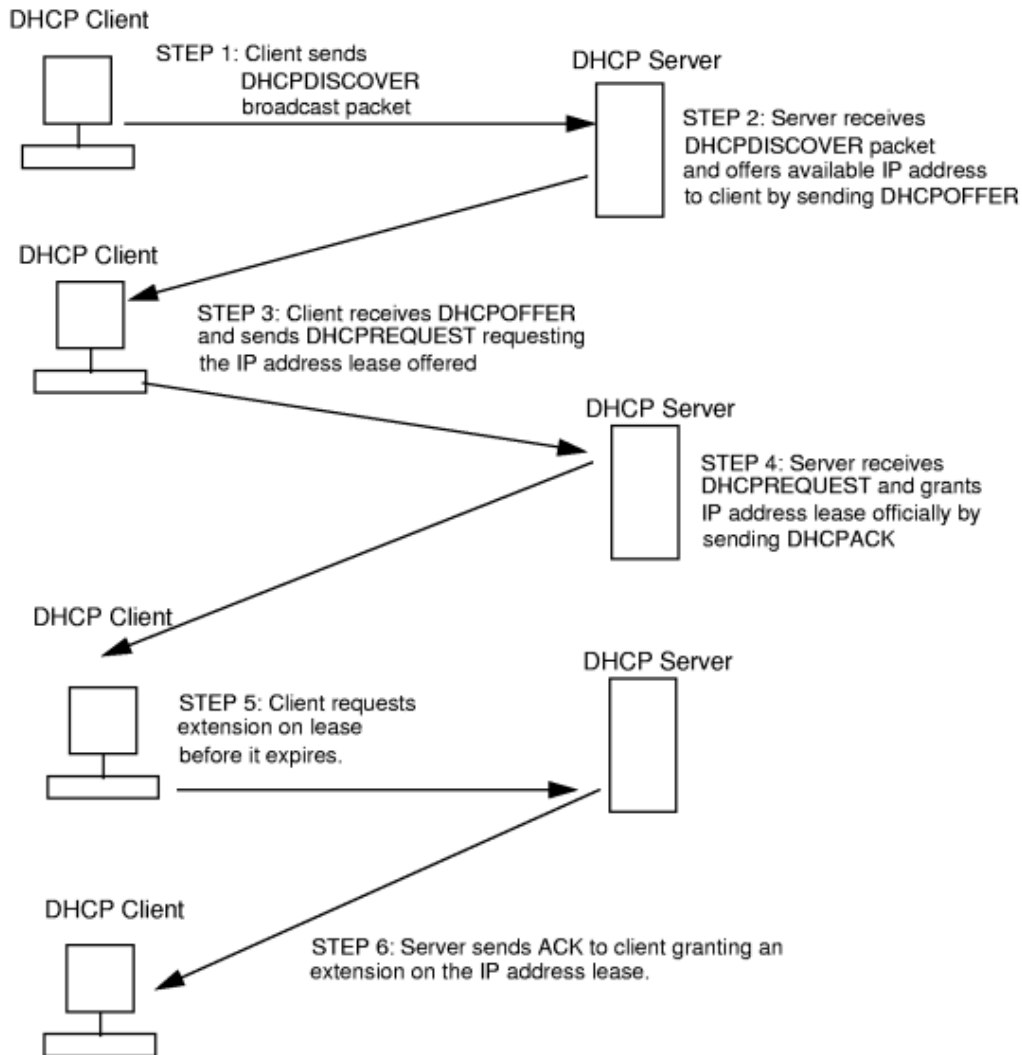 DHCP Client
STEP 1: Client sends
DHCPDISCOVER
broadcast packet
DHCP Server
STEP 2: Server receives
DHCPDISCOVER packet
and offers available IP address
to client by sending DHCPOFFER
DHCP Client
STEP 3: Client receives DHCPOFFER
and sends DHCPREQUEST requesting
the IP address lease offered
DHCP Server
STEP 4: Server receives
DHCPREQUEST and grants
IP address lease officially by
sending DHCPACK
DHCP Client
STEP 5: Client requests
extension on lease
before it expires.
DHCP Server
DHCP Client
STEP 6: Server sends ACK to client granting an
extension on the IP address lease.